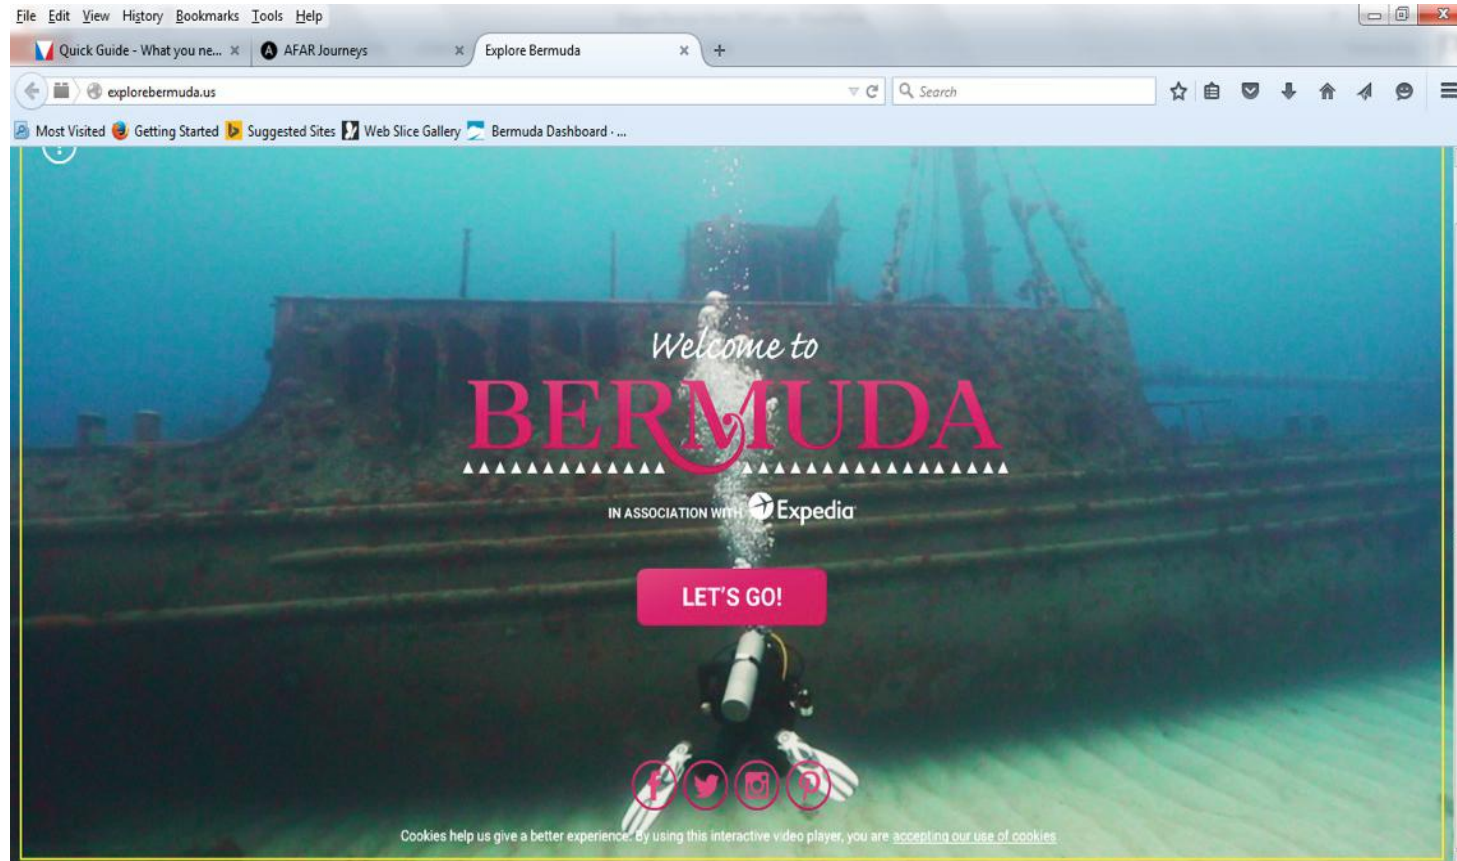 File Edit View History Bookmarks Tools Help
Quick Guide - What you ne...
AFAR Journeys
Explore Bermuda
explorebermuda.us
Search
Most Visited Getting Started Suggested Sites Web Slice Gallery Bermuda Dashboard · ...
Welcome to
BERMUDA
IN ASSOCIATION WITH Expedia
LET'S GO!
Cookies help us give a better experience. By using this interactive video player, you are accepting our use of cookies